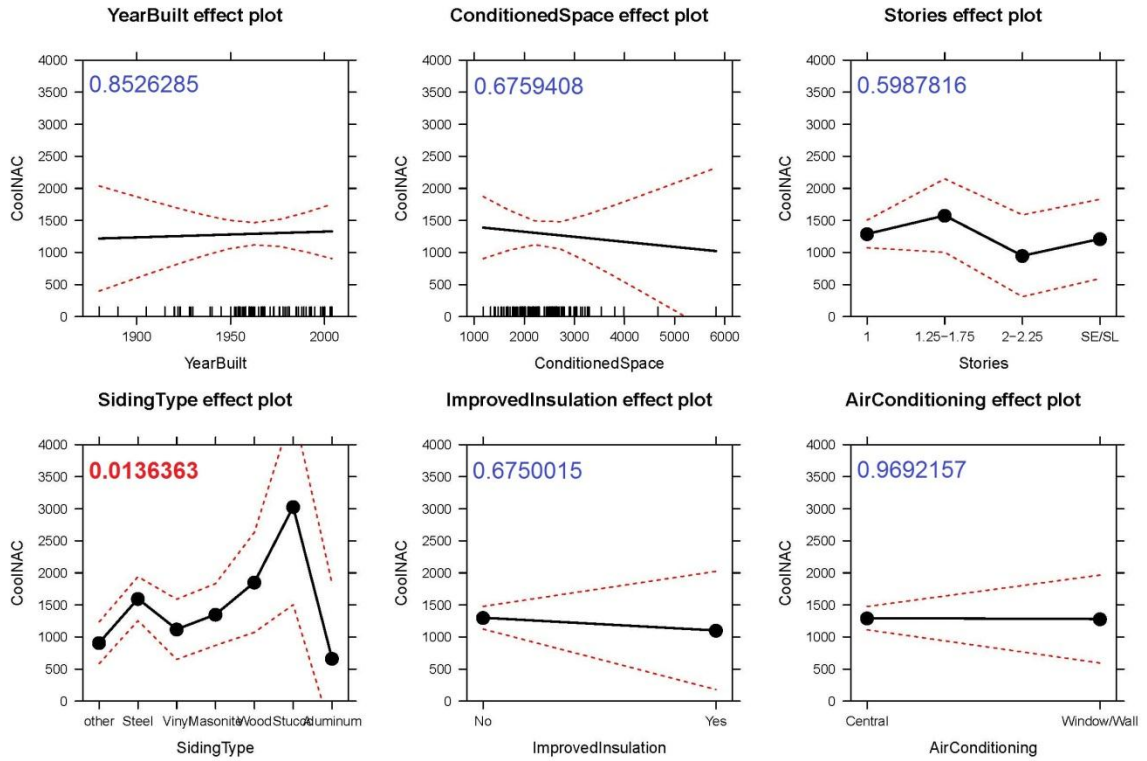 YearBuilt effect plot
CoolNAC
4000
3500
3000
2500
2000
1500
1000
500
0
0.8526285
1900 1950 2000
YearBuilt
ConditionedSpace effect plot
CoolNAC
4000
3500
3000
2500
2000
1500
1000
500
0
0.6759408
1000 2000 3000 4000 5000 6000
ConditionedSpace
Stories effect plot
CoolNAC
4000
3500
3000
2500
2000
1500
1000
500
0
0.5987816
1 1.25−1.75 2−2.25 SE/SL
Stories
SidingType effect plot
CoolNAC
4000
3500
3000
2500
2000
1500
1000
500
0
0.0136363
other Steel Vinyl Masonite Wood Stucco Aluminum
SidingType
ImprovedInsulation effect plot
CoolNAC
4000
3500
3000
2500
2000
1500
1000
500
0
0.6750015
No Yes
ImprovedInsulation
AirConditioning effect plot
CoolNAC
4000
3500
3000
2500
2000
1500
1000
500
0
0.9692157
Central Window/Wall
AirConditioning